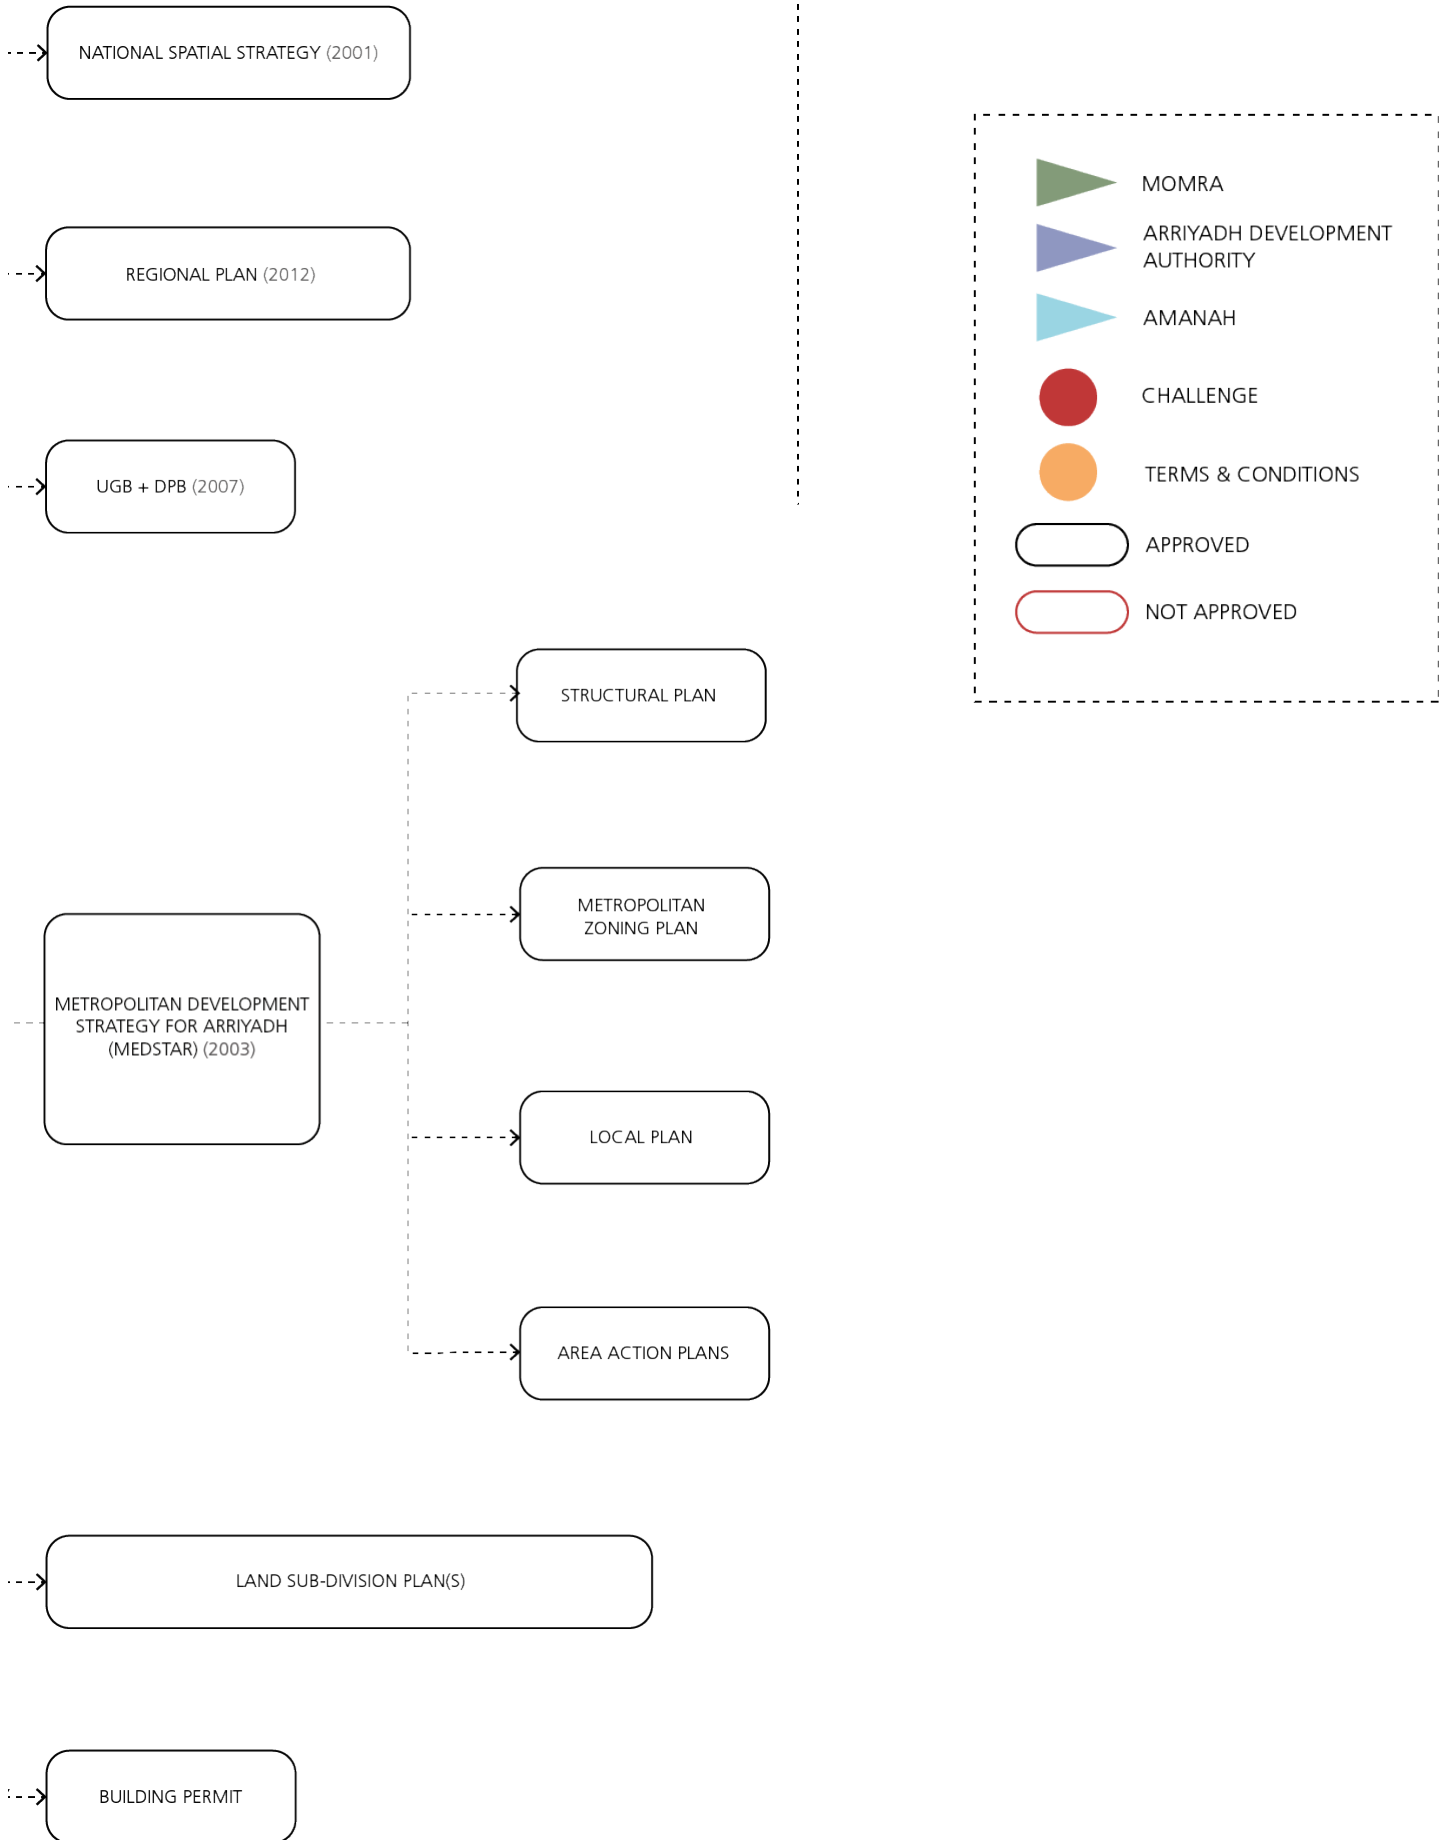 NATIONAL SPATIAL STRATEGY (2001)
REGIONAL PLAN (2012)
UGB + DPB (2007)
STRUCTURAL PLAN
METROPOLITAN
ZONING PLAN
METROPOLITAN DEVELOPMENT
STRATEGY FOR ARRIYADH
(MEDSTAR) (2003)
LOCAL PLAN
AREA ACTION PLANS
LAND SUB-DIVISION PLAN(S)
BUILDING PERMIT
MOMRA
ARRIYADH DEVELOPMENT
AUTHORITY
AMANAH
CHALLENGE
TERMS & CONDITIONS
APPROVED
NOT APPROVED